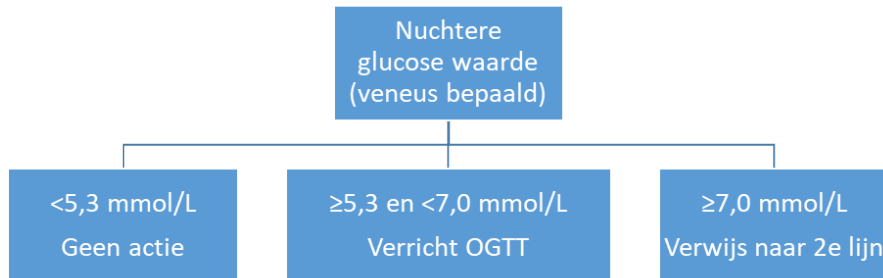 Nuchtere
glucose waarde
(veneus bepaald)
<5,3 mmol/L
Geen actie
≥5,3 en <7,0 mmol/L
Verricht OGTT
≥7,0 mmol/L
Verwijs naar 2e lijn